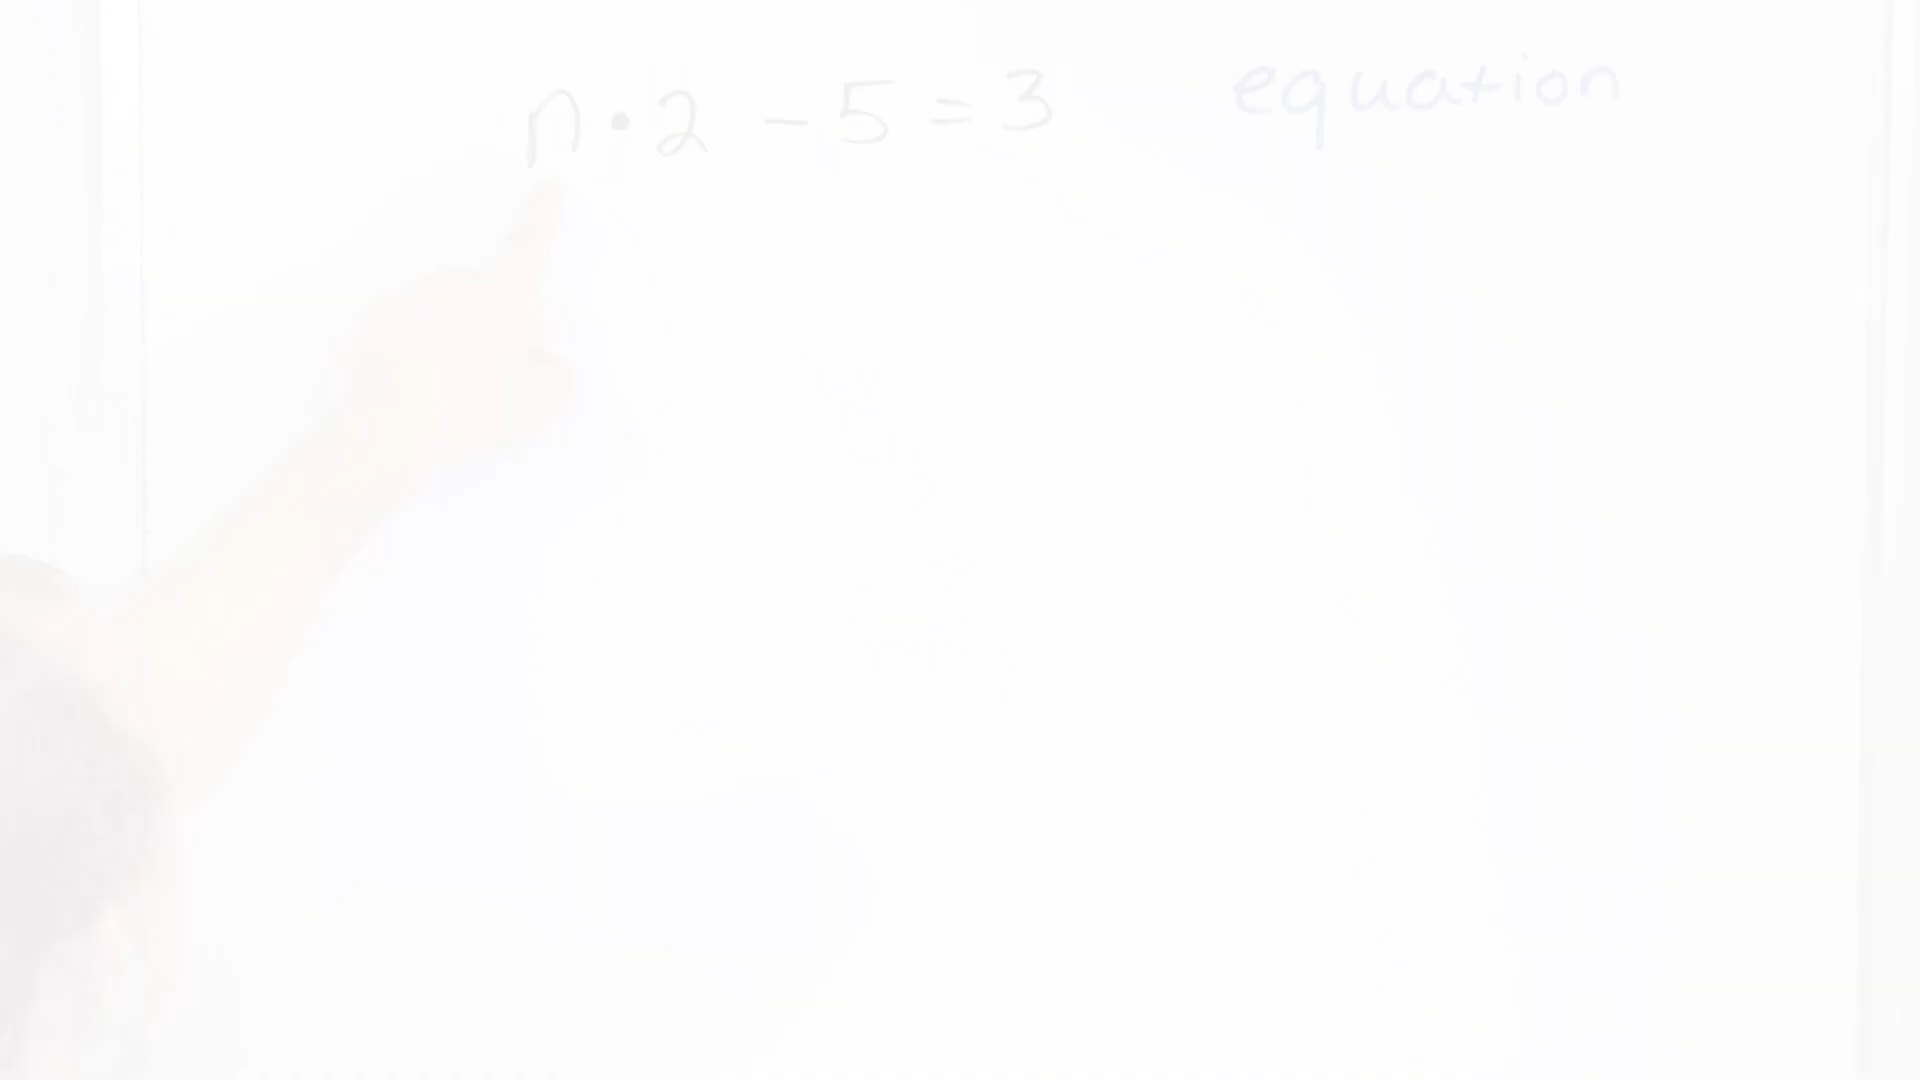 n · 2 - 5 = 3 equation